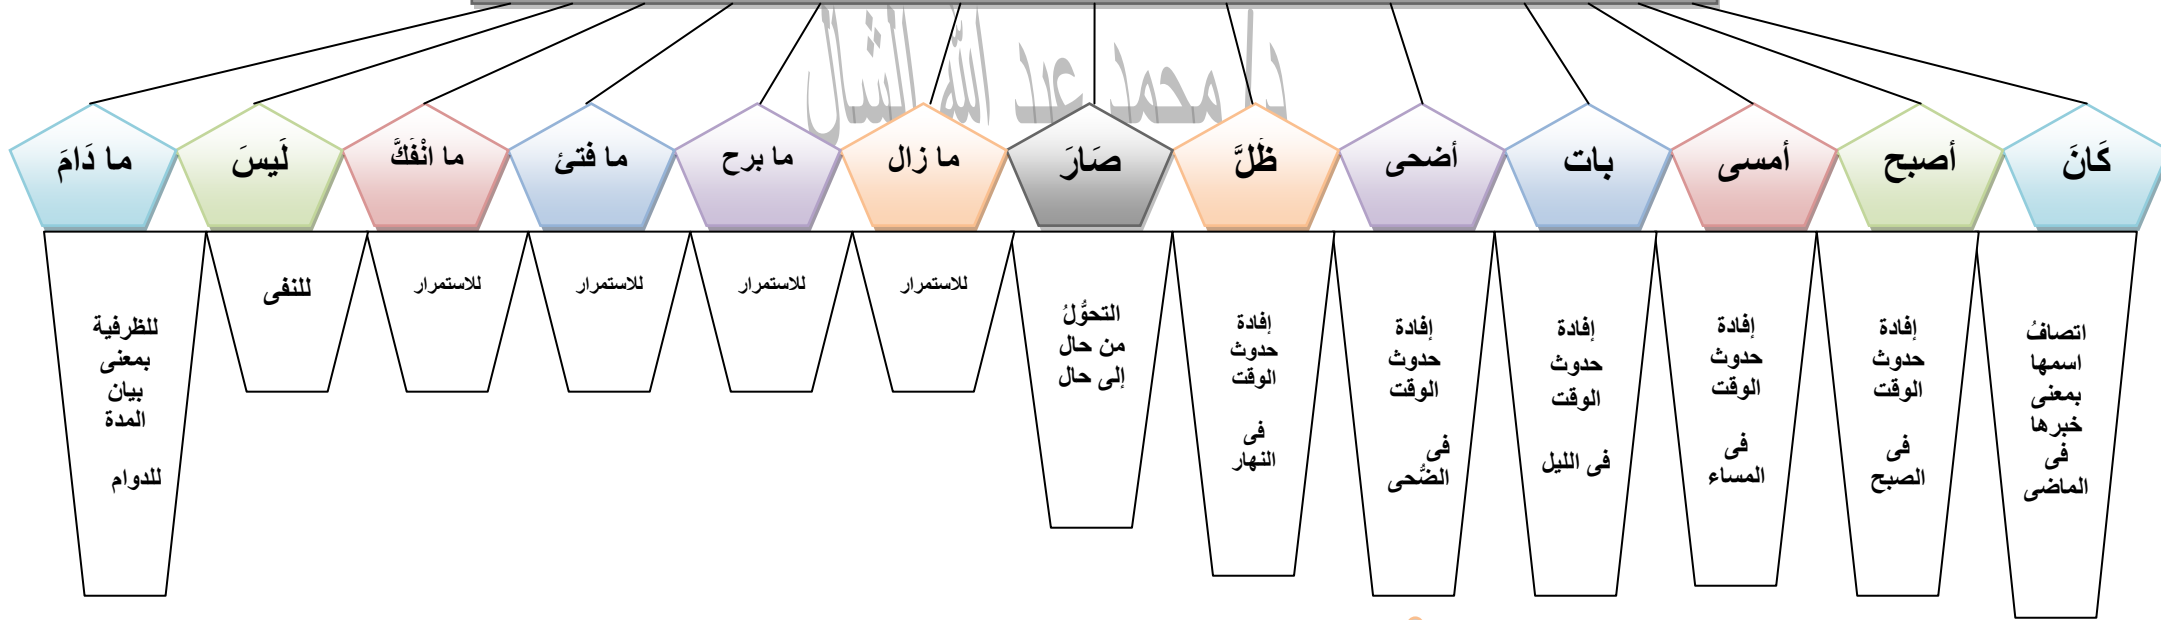 د/ محمد عبد الله الشال
كَانَ
أصبح
أمسى
بات
أضحى
ظَلَّ
صَارَ
ما زال
ما برح
ما فتئ
ما انْفَكَّ
لَيسَ
ما دَامَ
اتصافُ
اسمها
بمعنى
خبرها
فى
الماضى
إفادة
حدوث
الوقت
فى
الصبح
إفادة
حدوث
الوقت
فى
المساء
إفادة
حدوث
الوقت
فى الليل
إفادة
حدوث
الوقت
فى
الضُّحى
إفادة
حدوث
الوقت
فى
النهار
التحوُّلُ
من حال
إلى حال
للاستمرار
للاستمرار
للاستمرار
للاستمرار
للنفى
للظرفية
بمعنى
بيان
المدة
للدوام